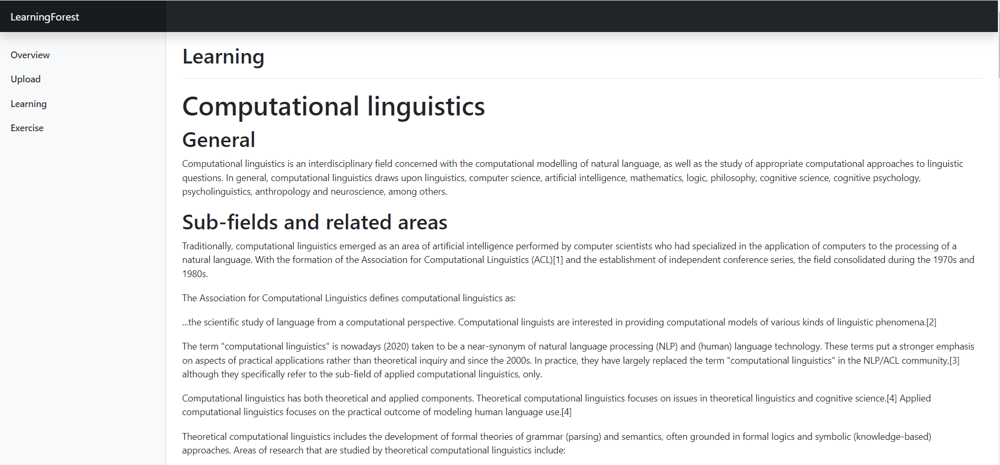 LearningForest
Overview
Upload
Learning
Exercise
Learning
Computational linguistics
General
Computational linguistics is an interdisciplinary field concerned with the computational modelling of natural language, as well as the study of appropriate computational approaches to linguistic
questions. In general, computational linguistics draws upon linguistics, computer science, artificial intelligence, mathematics, logic, philosophy, cognitive science, cognitive psychology,
psycholinguistics, anthropology and neuroscience, among others.
Sub-fields and related areas
Traditionally, computational linguistics emerged as an area of artificial intelligence performed by computer scientists who had specialized in the application of computers to the processing of a
natural language. With the formation of the Association for Computational Linguistics (ACL)[1] and the establishment of independent conference series, the field consolidated during the 1970s and
1980s.
The Association for Computational Linguistics defines computational linguistics as:
...the scientific study of language from a computational perspective. Computational linguists are interested in providing computational models of various kinds of linguistic phenomena.[2]
The term "computational linguistics" is nowadays (2020) taken to be a near-synonym of natural language processing (NLP) and (human) language technology. These terms put a stronger emphasis
on aspects of practical applications rather than theoretical inquiry and since the 2000s. In practice, they have largely replaced the term "computational linguistics" in the NLP/ACL community,[3]
although they specifically refer to the sub-field of applied computational linguistics, only.
Computational linguistics has both theoretical and applied components. Theoretical computational linguistics focuses on issues in theoretical linguistics and cognitive science.[4] Applied
computational linguistics focuses on the practical outcome of modeling human language use.[4]
Theoretical computational linguistics includes the development of formal theories of grammar (parsing) and semantics, often grounded in formal logics and symbolic (knowledge-based)
approaches. Areas of research that are studied by theoretical computational linguistics include: